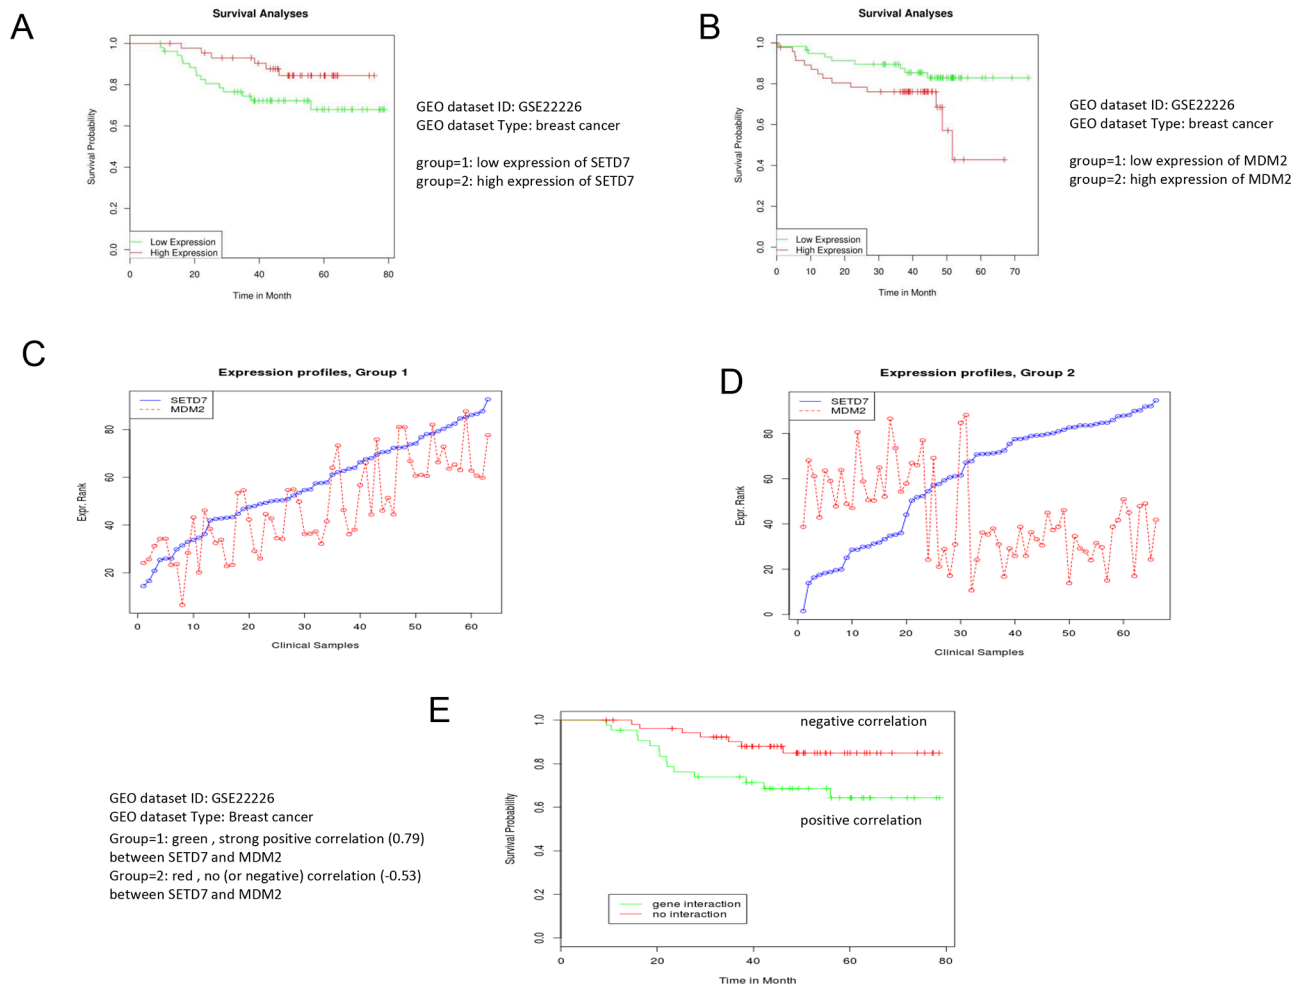 A
Survival Analyses
Survival Probability
1.0
0.8
0.6
0.4
0.2
0.0
Low Expression
High Expression
0 20 40 60 80
Time in Month
GEO dataset ID: GSE22226
GEO dataset Type: breast cancer
group=1: low expression of SETD7
group=2: high expression of SETD7
B
Survival Analyses
Survival Probability
1.0
0.8
0.6
0.4
0.2
0.0
Low Expression
High Expression
0 10 20 30 40 50 60 70
Time in Month
GEO dataset ID: GSE22226
GEO dataset Type: breast cancer
group=1: low expression of MDM2
group=2: high expression of MDM2
C
Expression profiles, Group 1
SETD7
MDM2
Expr. Rank
80
60
40
20
0 10 20 30 40 50 60
Clinical Samples
D
Expression profiles, Group 2
SETD7
MDM2
Expr. Rank
80
60
40
20
0
0 10 20 30 40 50 60
Clinical Samples
E
GEO dataset ID: GSE22226
GEO dataset Type: Breast cancer
Group=1: green , strong positive correlation (0.79)
between SETD7 and MDM2
Group=2: red , no (or negative) correlation (-0.53)
between SETD7 and MDM2
Survival Probability
1.0
0.8
0.6
0.4
0.2
0.0
negative correlation
positive correlation
gene interaction
no interaction
0 20 40 60 80
Time in Month